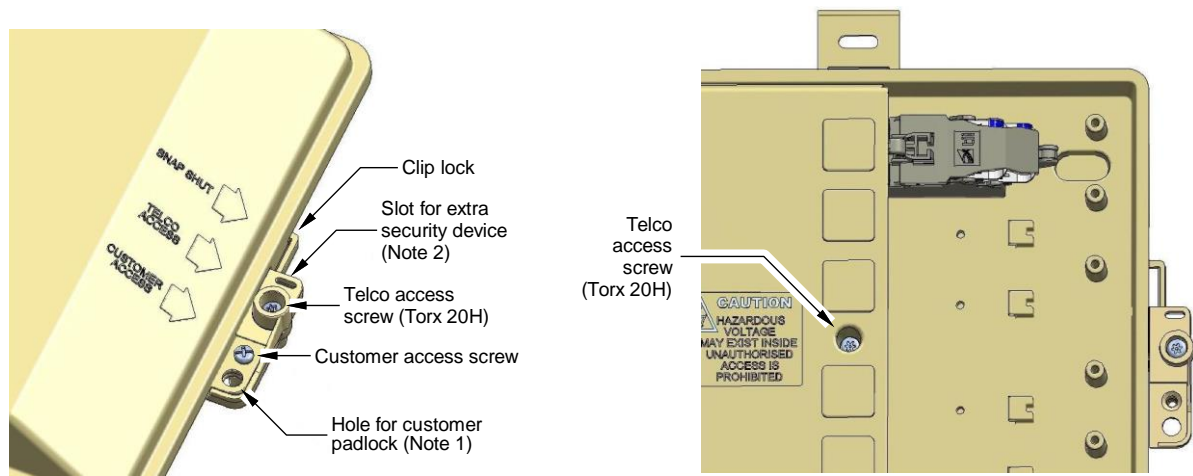 SNAP SHUT
TELCO
ACCESS
CUSTOMER
ACCESS
Clip lock
Slot for extra
security device
(Note 2)
Telco access
screw (Torx 20H)
Customer access screw
Hole for customer
padlock (Note 1)
Telco
access
screw
(Torx 20H)
CAUTION
HAZARDOUS
VOLTAGE
MAY EXIST INSIDE
UNAUTHORISED
ACCESS IS
PROHIBITED